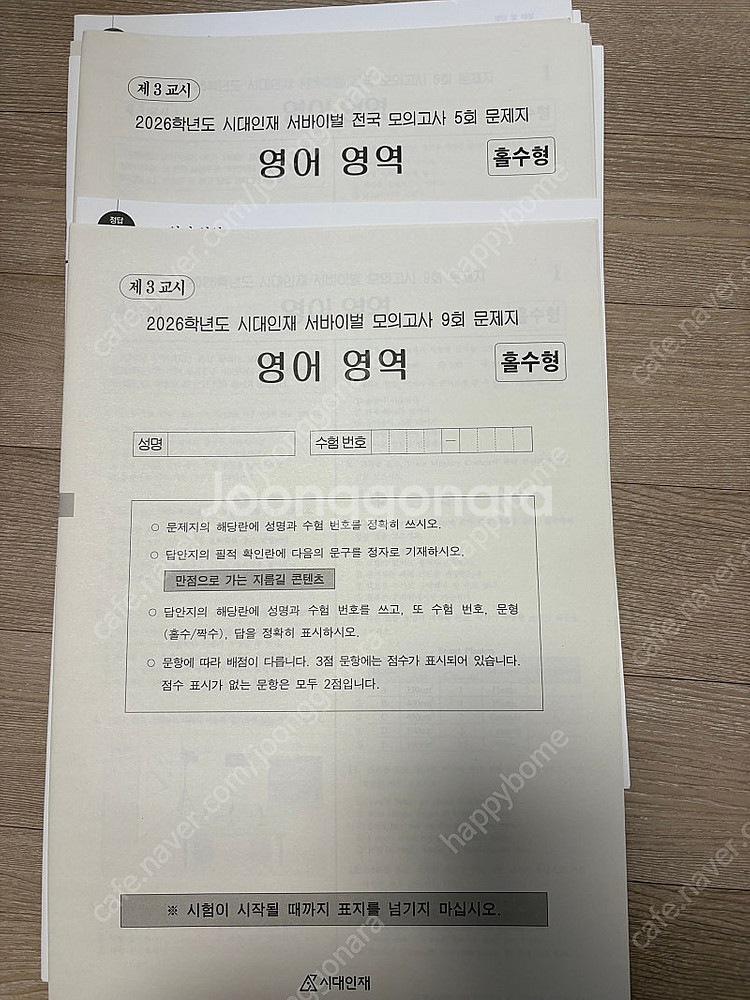 제 3 교시
2026학년도 시대인재 서바이벌 전국 모의고사 5회 문제지
영어 영역
홀수형
정답
제 3 교시
2026학년도 시대인재 서바이벌 모의고사 9회 문제지
영어 영역
홀수형
성명
수험 번호
–
Joonggonara
○ 문제지의 해당란에 성명과 수험 번호를 정확히 쓰시오.
○ 답안지의 필적 확인란에 다음의 문구를 정자로 기재하시오.
만점으로 가는 지름길 콘텐츠
○ 답안지의 해당란에 성명과 수험 번호를 쓰고, 또 수험 번호, 문형
(홀수/짝수), 답을 정확히 표시하시오.
○ 문항에 따라 배점이 다릅니다. 3점 문항에는 점수가 표시되어 있습니다.
점수 표시가 없는 문항은 모두 2점입니다.
※ 시험이 시작될 때까지 표지를 넘기지 마십시오.
시대인재
cafe.naver.com/joonggonara
happybome